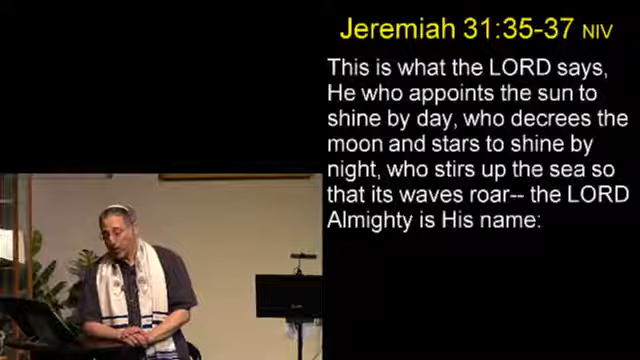 Jeremiah 31:35-37 NIV
This is what the LORD says,
He who appoints the sun to
shine by day, who decrees the
moon and stars to shine by
night, who stirs up the sea so
that its waves roar-- the LORD
Almighty is His name: